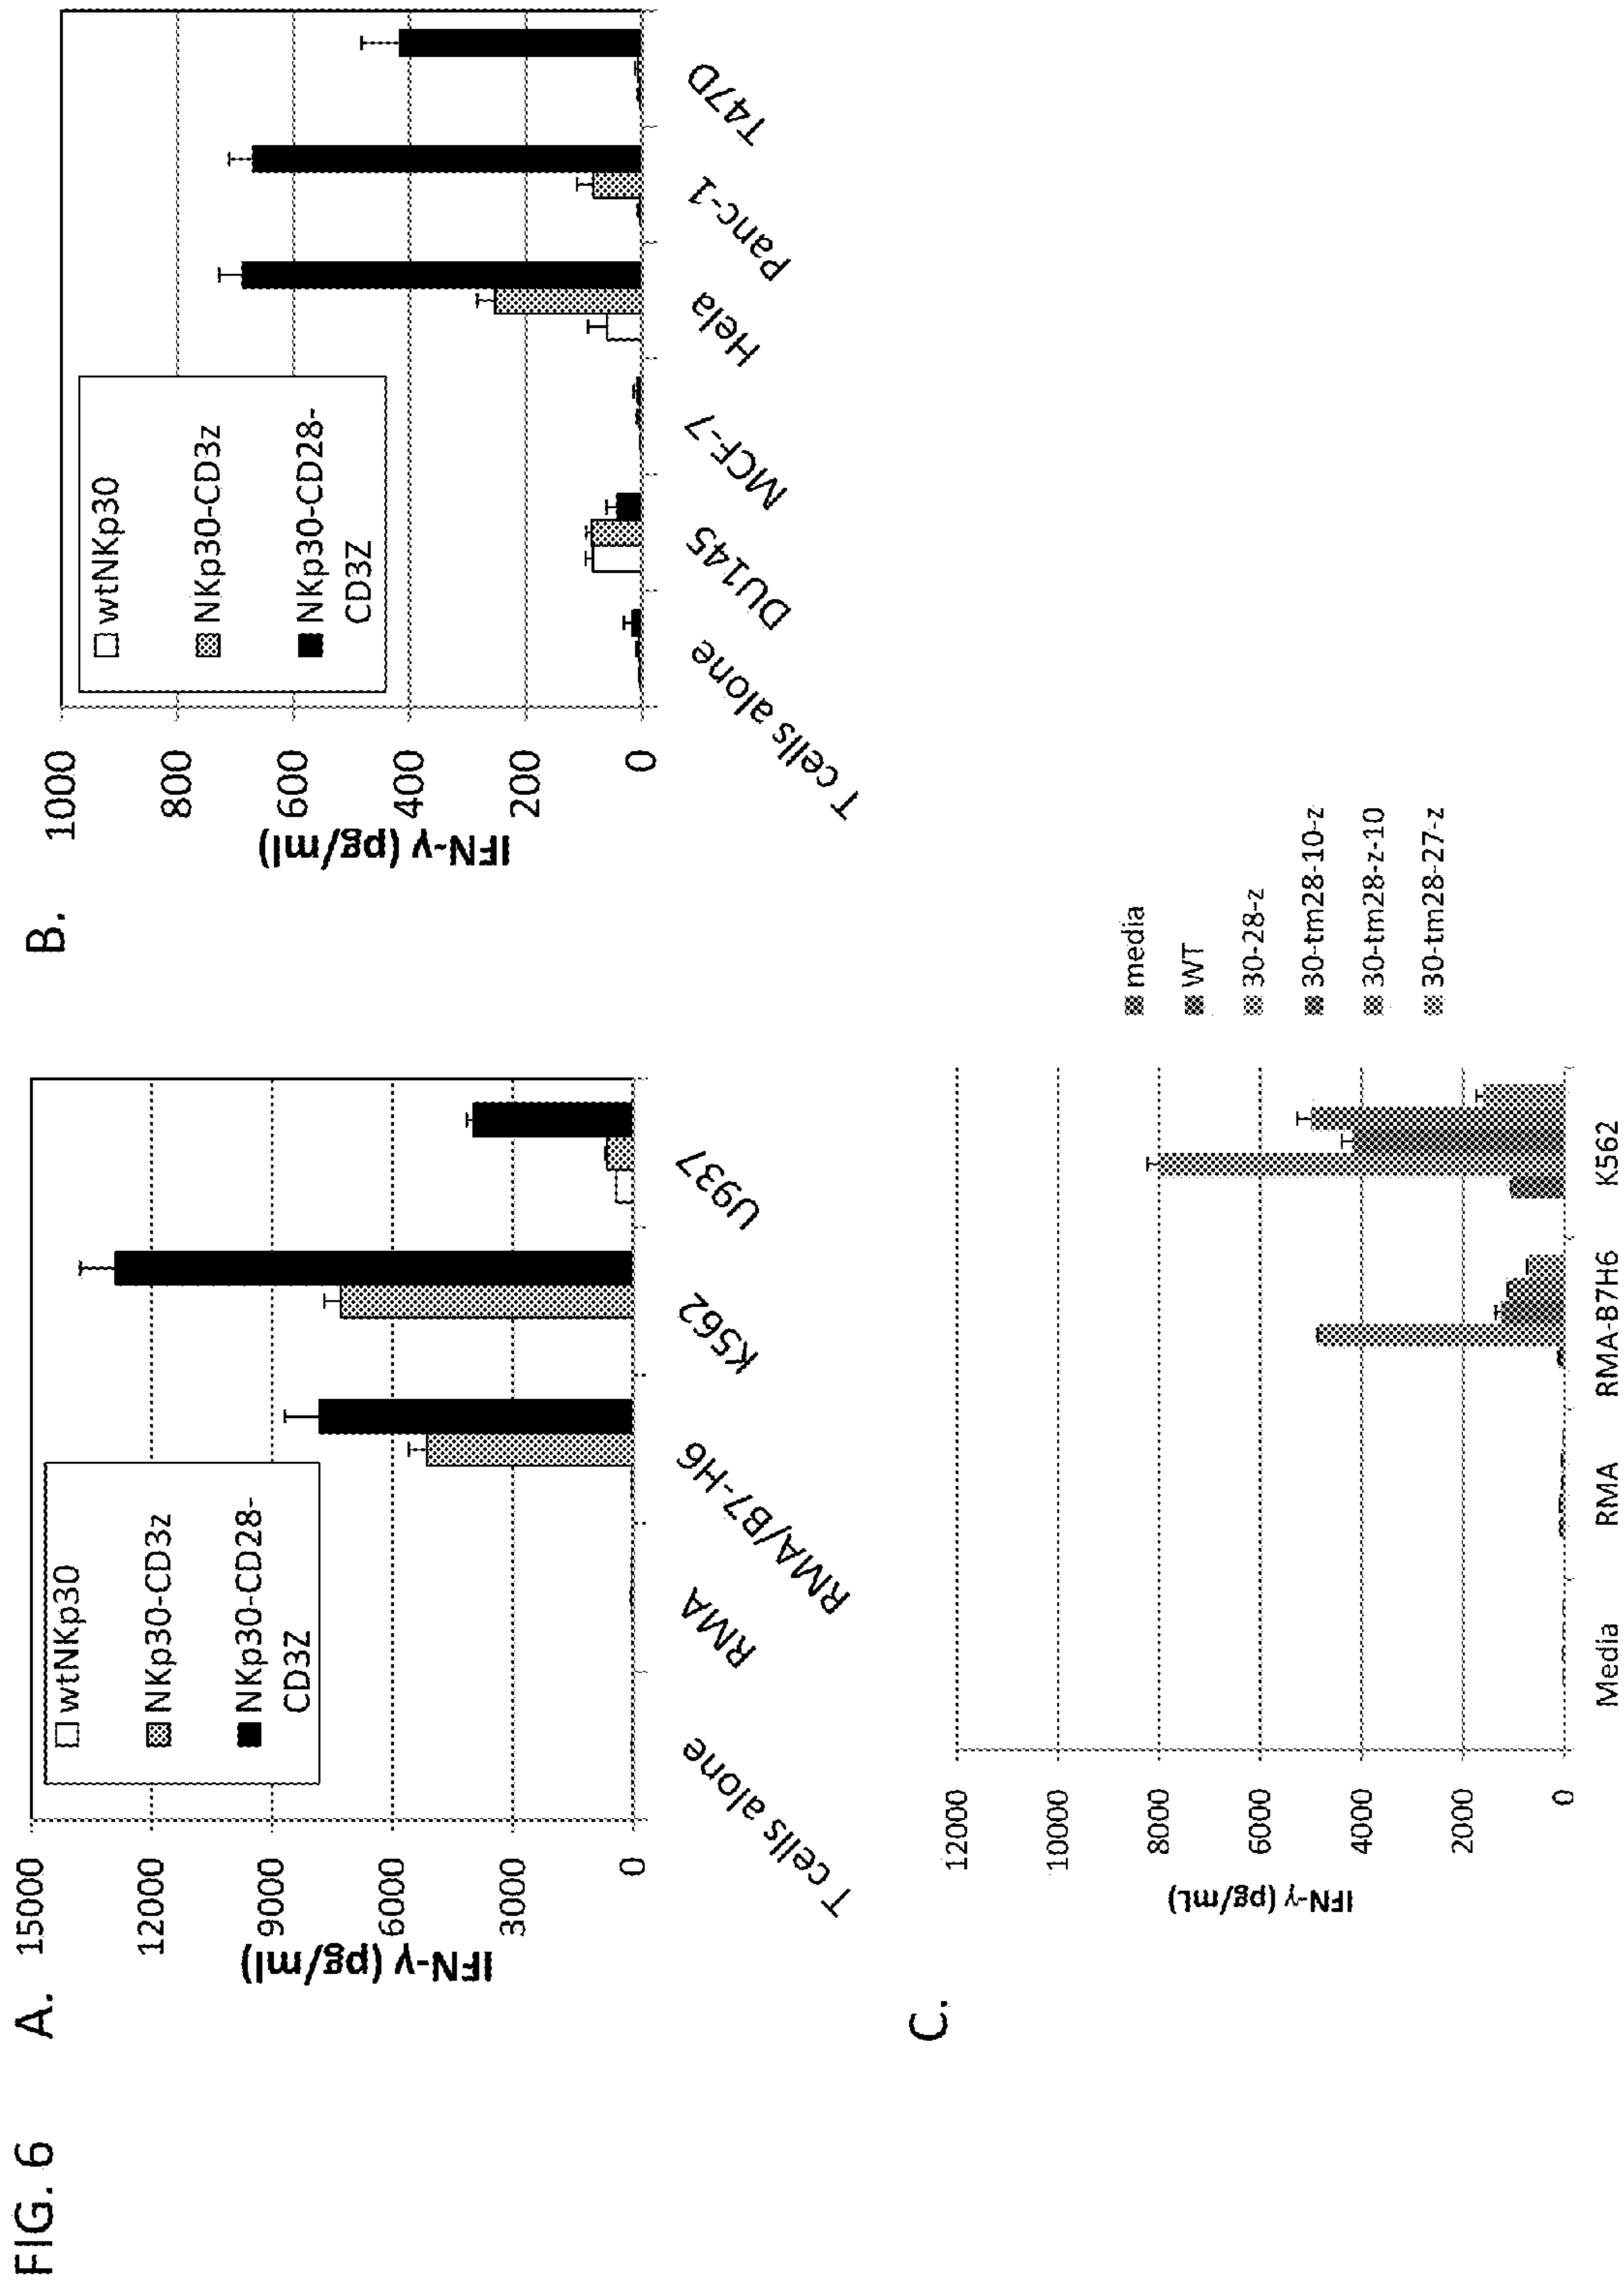 FIG. 6
A.
IFN-γ (pg/ml)
15000
12000
9000
6000
3000
0
wtNKp30
NKp30-CD3z
NKp30-CD28-
CD3Z
T cells alone
RMA
RMA/B7-H6
K562
U937
B.
IFN-γ (pg/ml)
1000
800
600
400
200
0
wtNKp30
NKp30-CD3z
NKp30-CD28-
CD3Z
T cells alone
DU145
MCF-7
Hela
Panc-1
T47D
C.
IFN-γ (pg/mL)
12000
10000
8000
6000
4000
2000
0
Media
RMA
RMA-B7H6
K562
media
WT
30-28-z
30-tm28-10-z
30-tm28-z-10
30-tm28-27-z